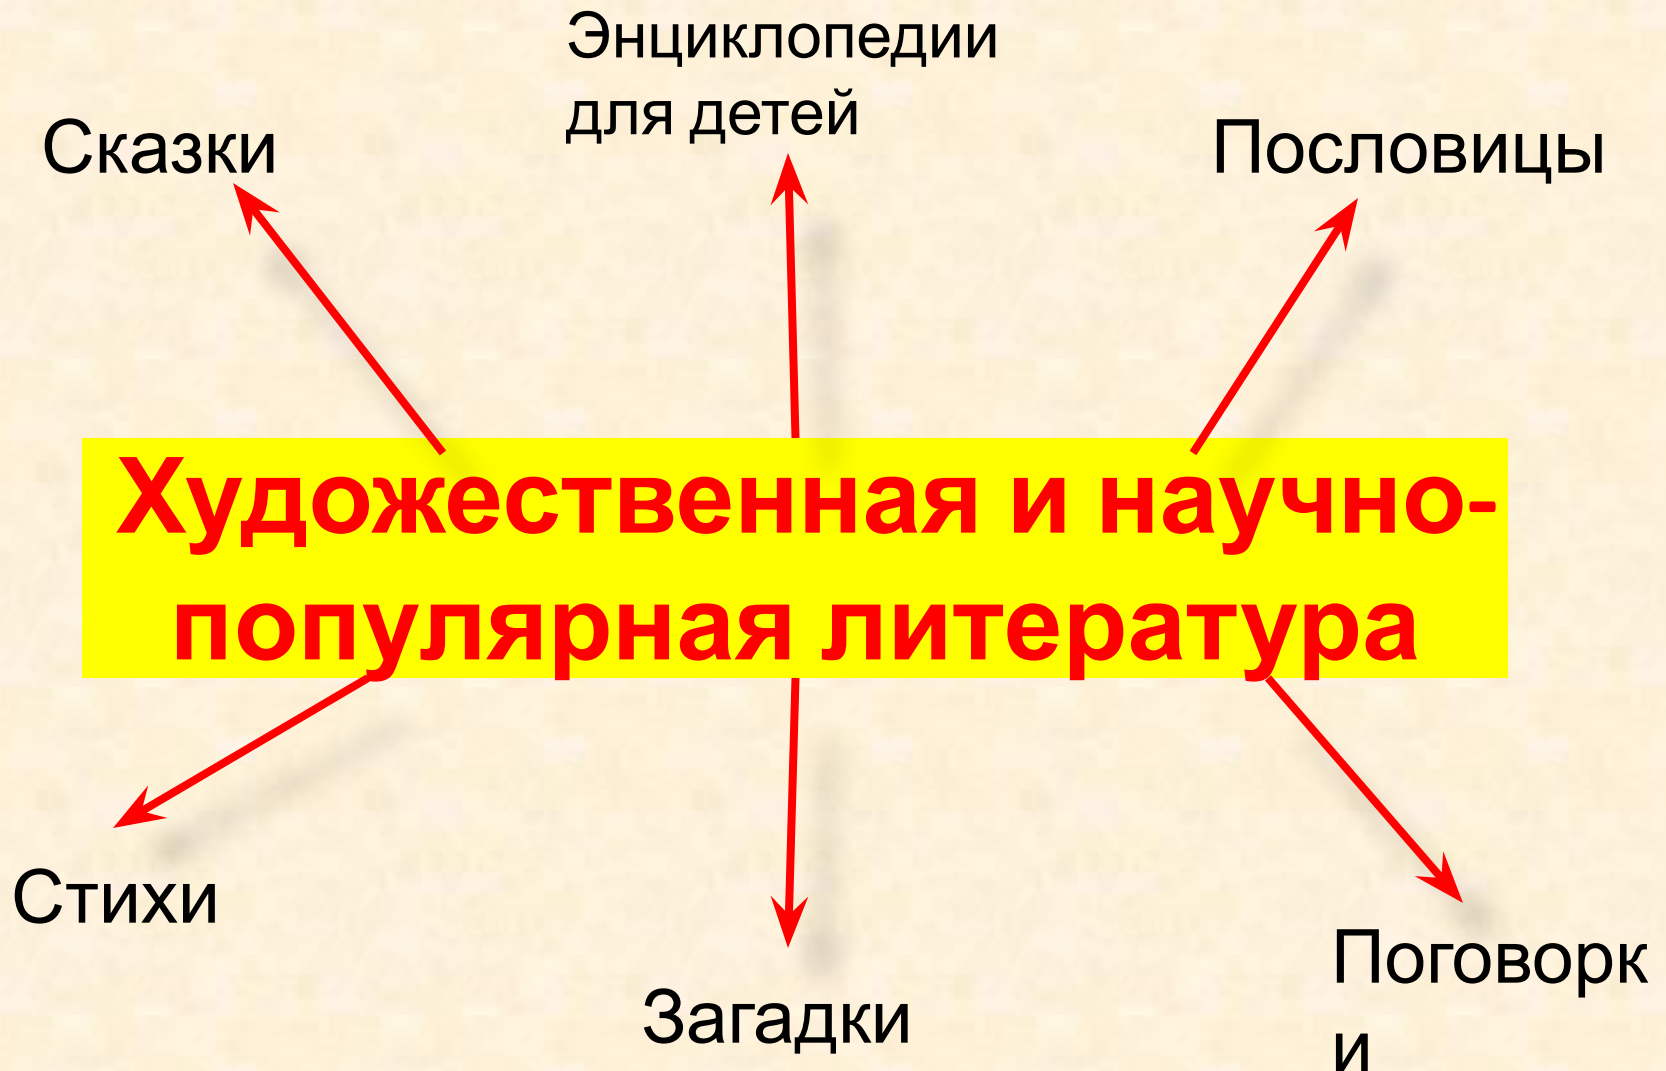 Энциклопедии
для детей
Сказки
Пословицы
Художественная и научно-
популярная литература
Стихи
Загадки
Поговорк
и